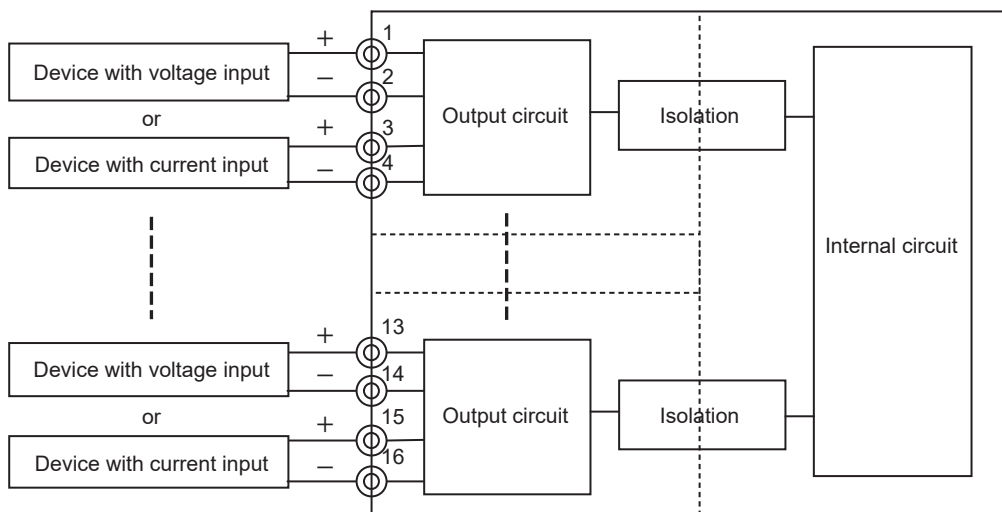 +
1
Device with voltage input
−
2
or
+
3
Device with current input
−
4
Output circuit
Isolation
Internal circuit
+
13
Device with voltage input
−
14
or
+
15
Device with current input
−
16
Output circuit
Isolation